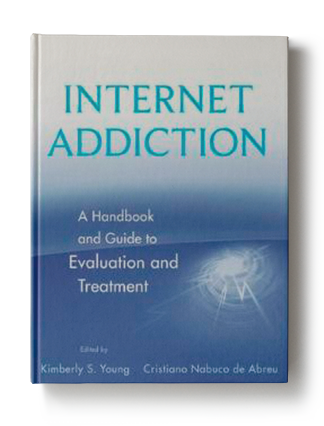 INTERNET
ADDICTION
A Handbook
and Guide to
Evaluation and
Treatment
Edited by
Kimberly S. Young Cristiano Nabuco de Abreu